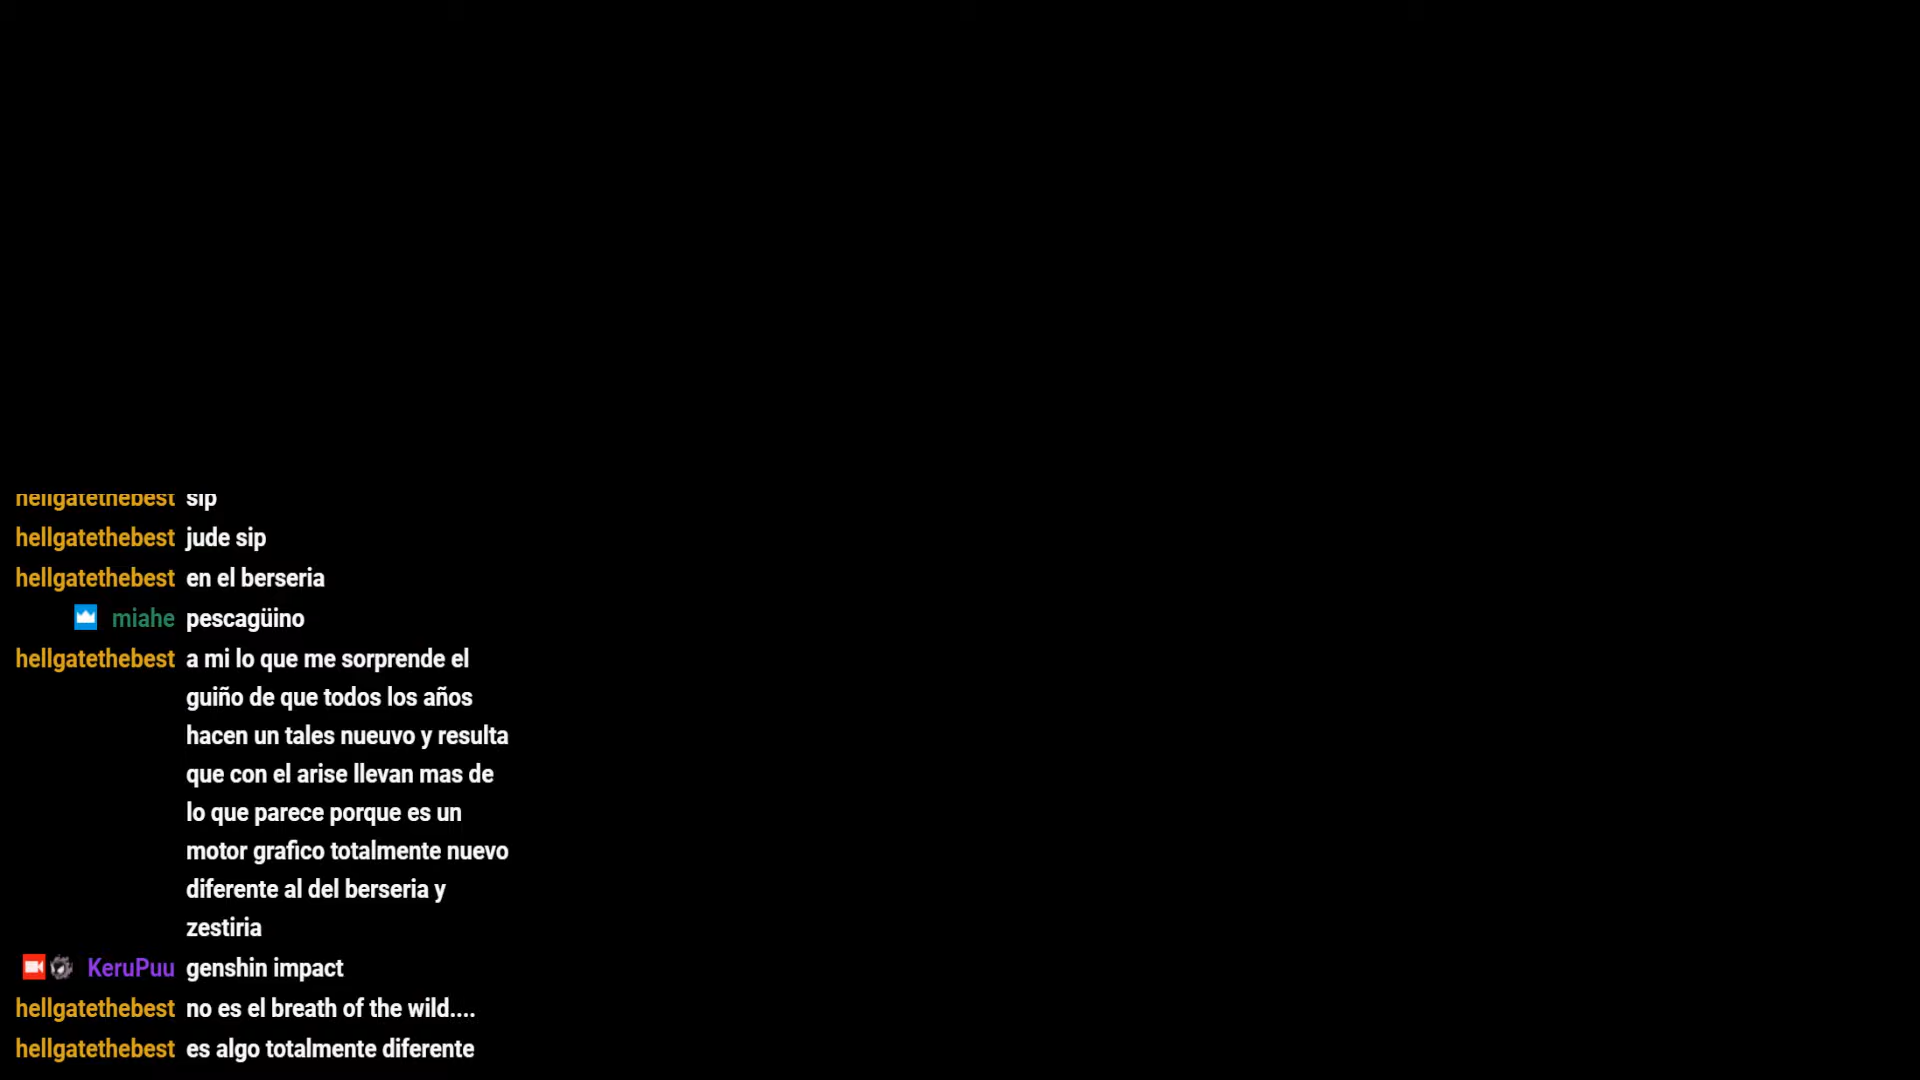 hellgatethebest sip
hellgatethebest jude sip
hellgatethebest en el berseria
miahe pescagüino
hellgatethebest a mi lo que me sorprende el
guiño de que todos los años
hacen un tales nueuvo y resulta
que con el arise llevan mas de
lo que parece porque es un
motor grafico totalmente nuevo
diferente al del berseria y
zestiria
KeruPuu genshin impact
hellgatethebest no es el breath of the wild....
hellgatethebest es algo totalmente diferente